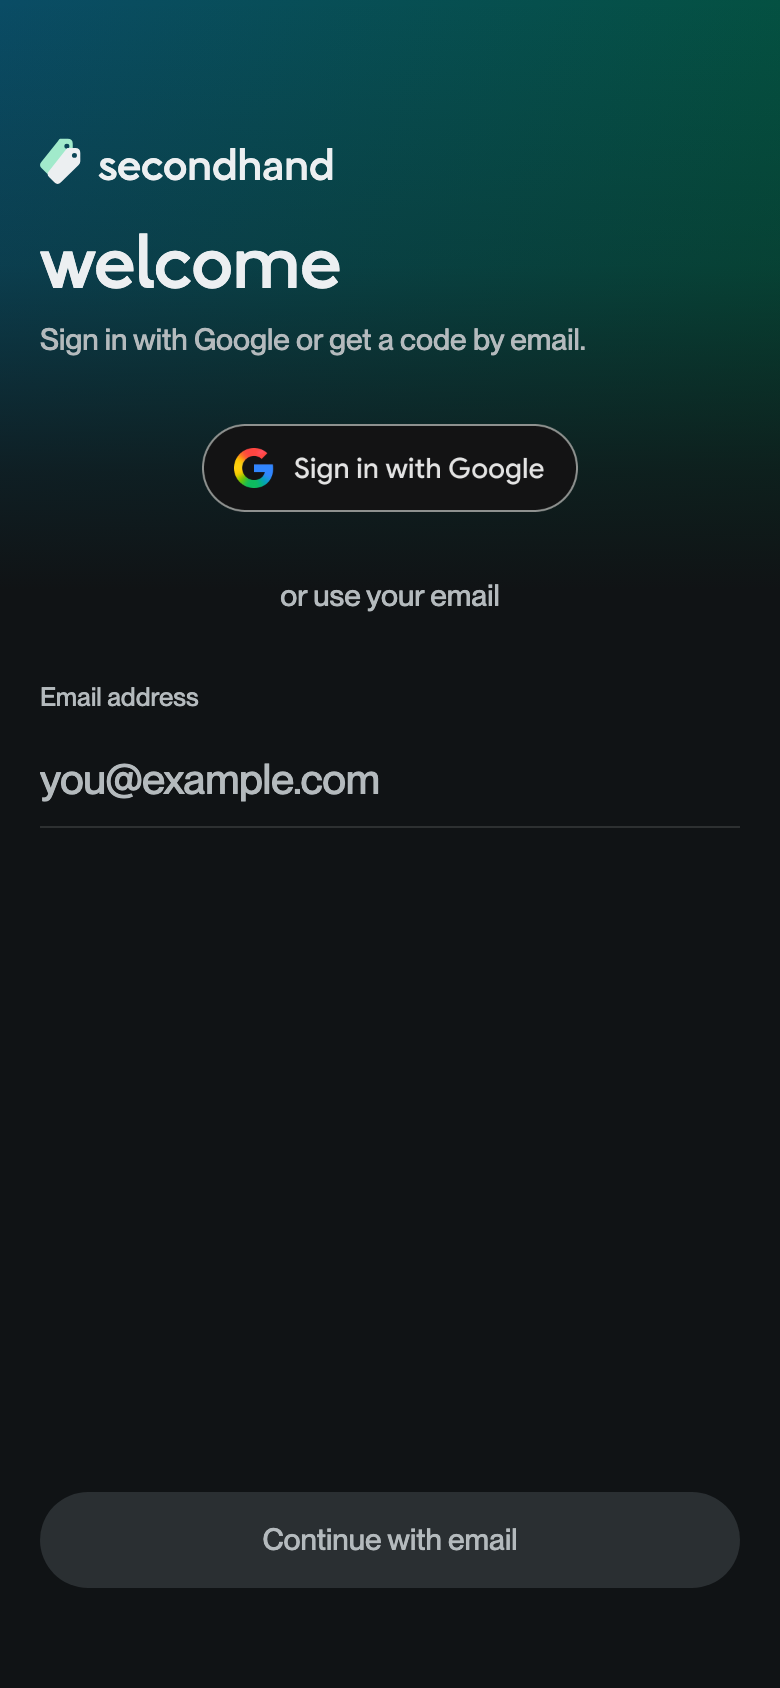 secondhand
welcome
Sign in with Google or get a code by email.
Sign in with Google
or use your email
Email address
you@example.com
Continue with email